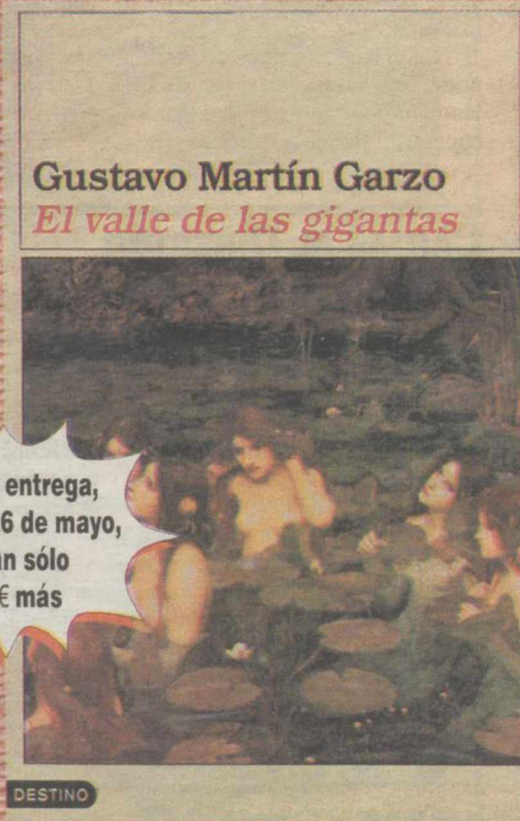 Gustavo Martín Garzo
El valle de las gigantas
entrega,
6 de mayo,
sólo
€ más
DESTINO